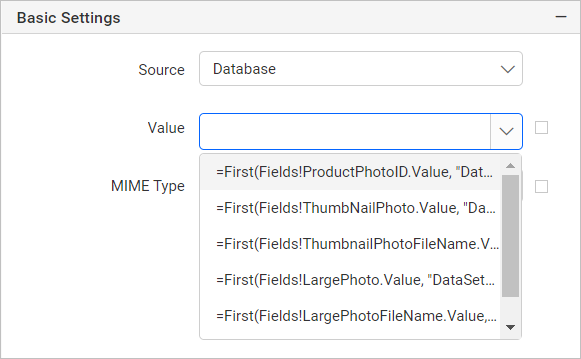 Basic Settings
Source
Database
Value
MIME Type
=First(Fields!ProductPhotoID.Value, "Dat...
=First(Fields!ThumbNailPhoto.Value, "Da...
=First(Fields!ThumbnailPhotoFileName.V...
=First(Fields!LargePhoto.Value, "DataSet...
=First(Fields!LargePhotoFileName.Value,...